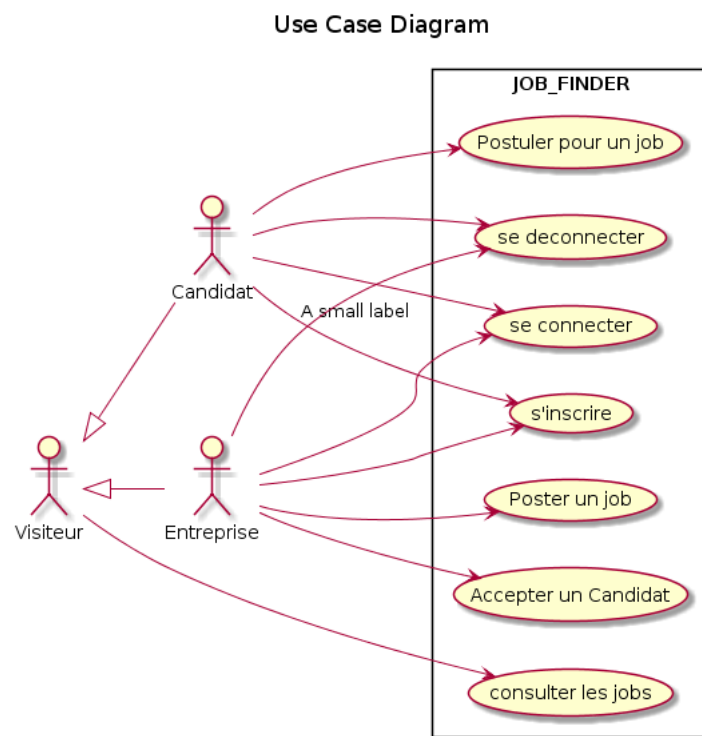 Use Case Diagram
JOB_FINDER
Postuler pour un job
se deconnecter
Candidat
A small label
se connecter
s'inscrire
Visiteur
Entreprise
Poster un job
Accepter un Candidat
consulter les jobs